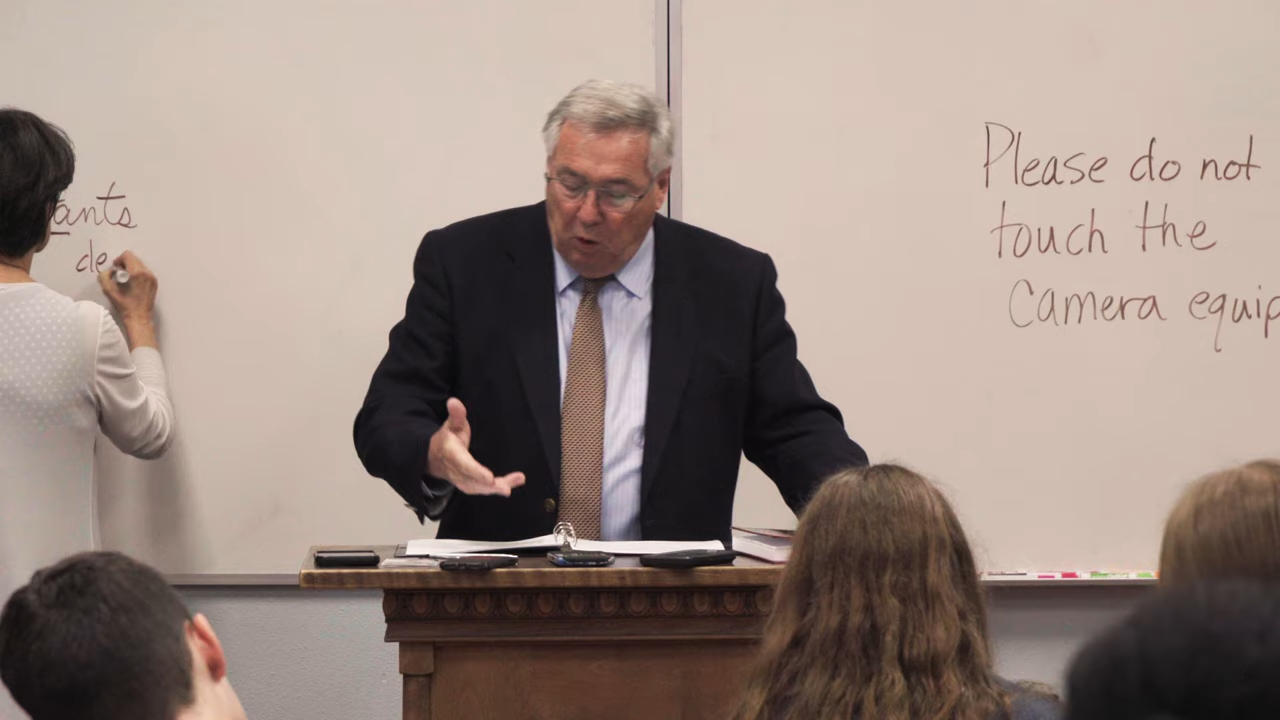 ants
de
Please do not
touch the
Camera equip